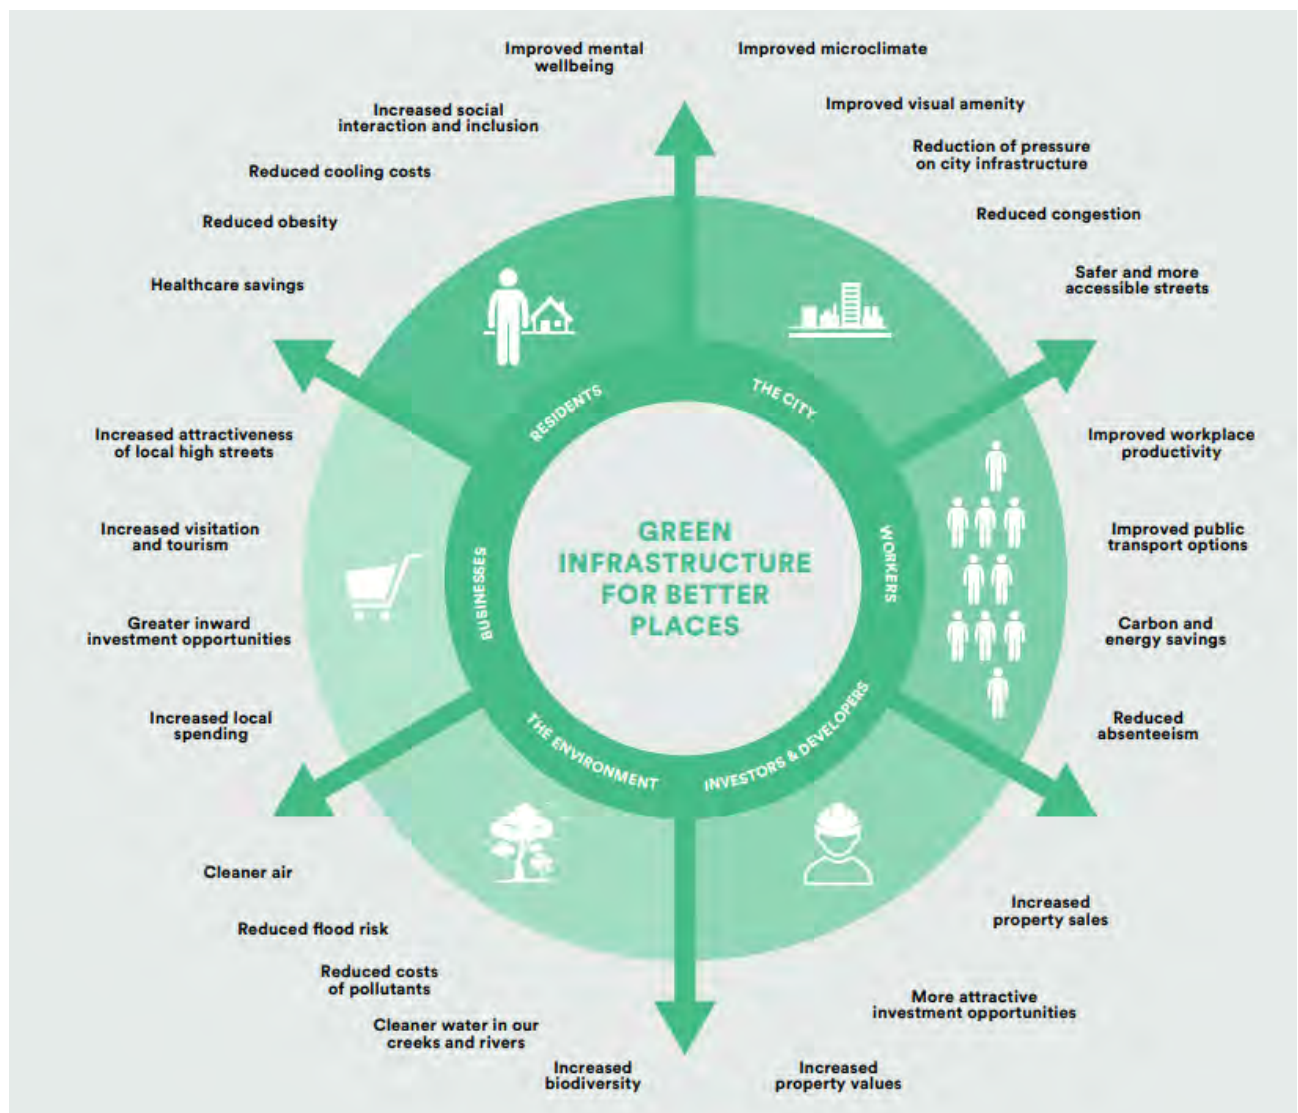 Improved mental
wellbeing
Increased social
interaction and inclusion
Reduced cooling costs
Reduced obesity
Healthcare savings
Improved microclimate
Improved visual amenity
Reduction of pressure
on city infrastructure
Reduced congestion
Safer and more
accessible streets
RESIDENTS
THE CITY
WORKERS
INVESTORS & DEVELOPERS
THE ENVIRONMENT
BUSINESSES
GREEN
INFRASTRUCTURE
FOR BETTER
PLACES
Increased attractiveness
of local high streets
Increased visitation
and tourism
Greater inward
investment opportunities
Increased local
spending
Improved workplace
productivity
Improved public
transport options
Carbon and
energy savings
Reduced
absenteeism
Cleaner air
Reduced flood risk
Reduced costs
of pollutants
Cleaner water in our
creeks and rivers
Increased
biodiversity
Increased
property sales
More attractive
investment opportunities
Increased
property values